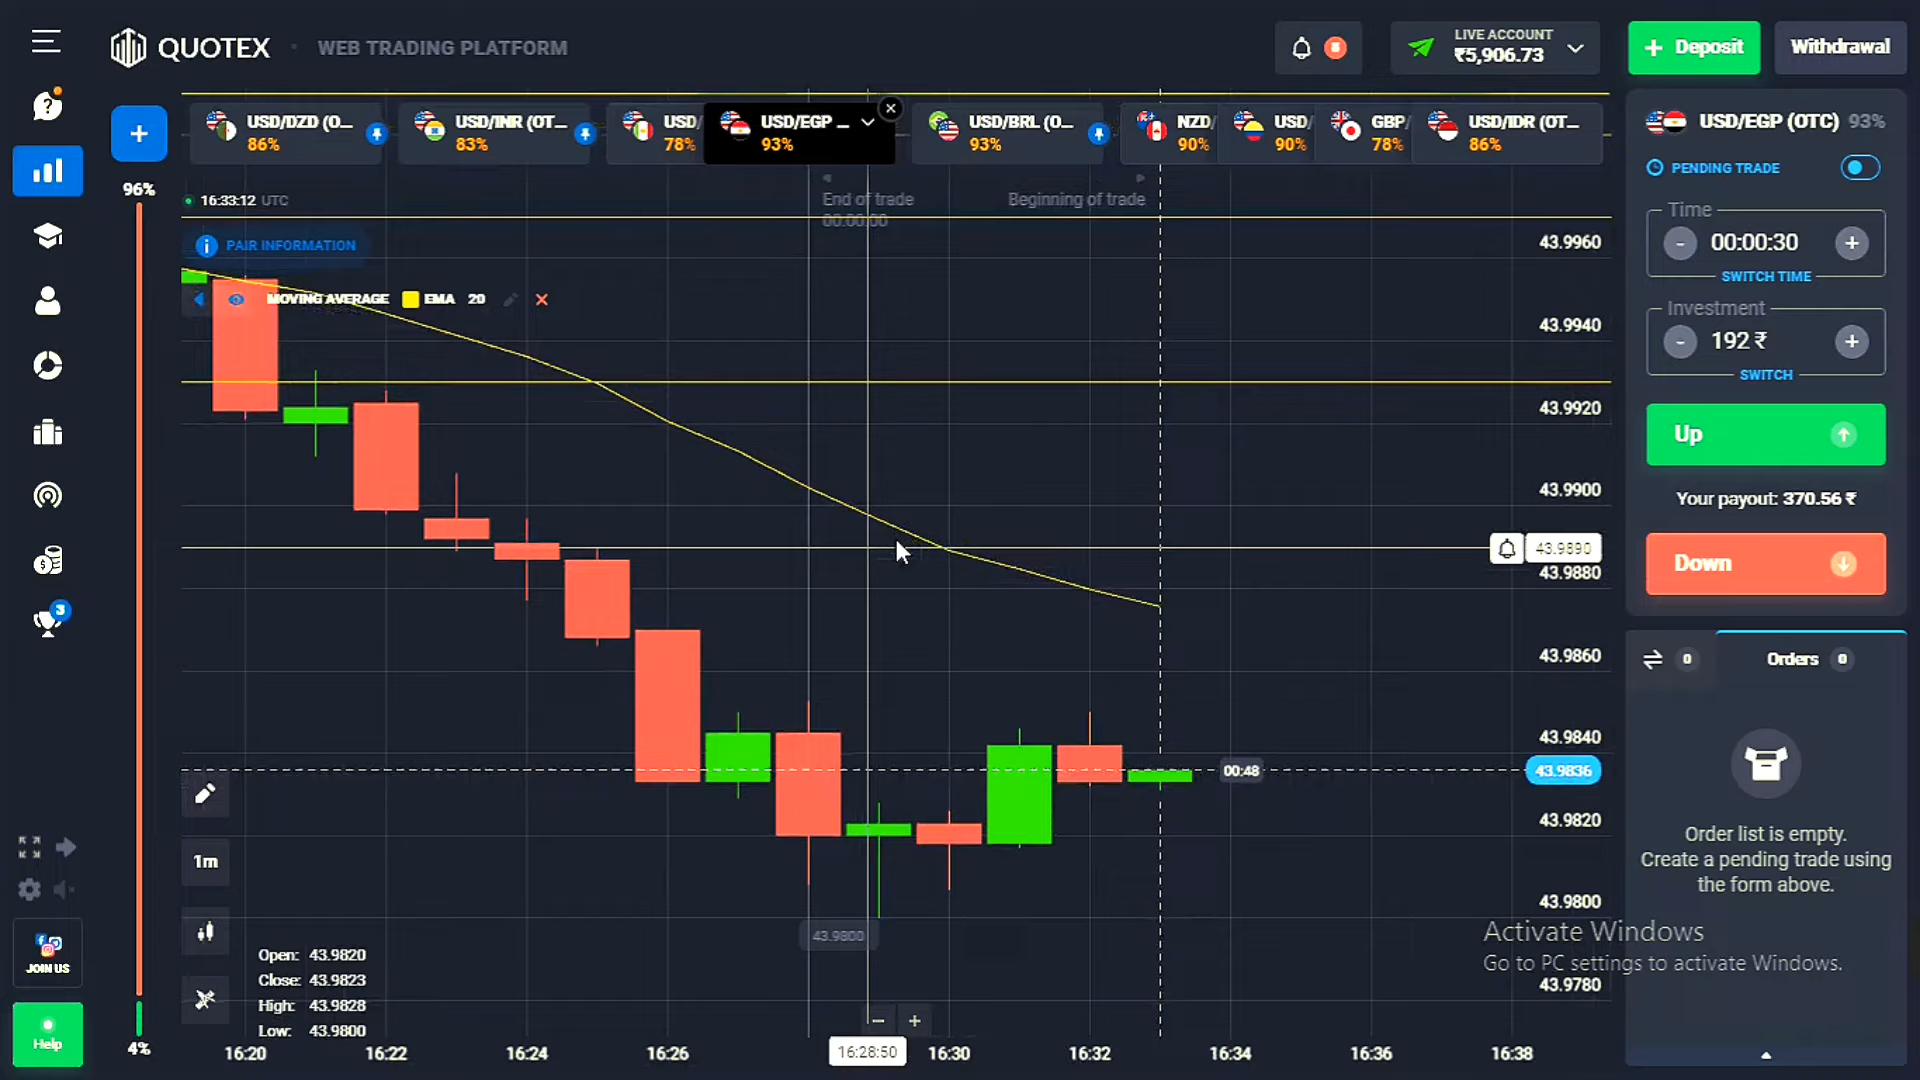 QUOTEX
WEB TRADING PLATFORM
LIVE ACCOUNT
₹5,906.73
+ Deposit
Withdrawal
USD/DZD (O...
86%
USD/INR (OT...
83%
USD/
78%
USD/EGP ...
93%
USD/BRL (O...
93%
NZD/
90%
USD/
90%
GBP/
78%
USD/IDR (OT...
86%
USD/EGP (OTC) 93%
PENDING TRADE
96%
16:33:12 UTC
End of trade
00:00:00
Beginning of trade
PAIR INFORMATION
MOVING AVERAGE EMA 20
Time
- 00:00:30 +
SWITCH TIME
Investment
- 192 ₹ +
SWITCH
Up
Your payout: 370.56 ₹
Down
43.9960
43.9940
43.9920
43.9900
43.9890
43.9880
43.9860
43.9840
43.9836
43.9820
43.9800
43.9780
00:48
0
Orders 0
Order list is empty.
Create a pending trade using
the form above.
Activate Windows
Go to PC settings to activate Windows.
3
1m
43.9800
Open: 43.9820
Close: 43.9823
High: 43.9828
Low: 43.9800
JOIN US
Help
4%
- +
16:20
16:22
16:24
16:26
16:28:50
16:30
16:32
16:34
16:36
16:38